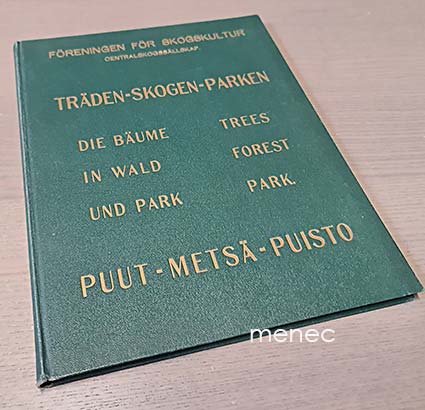 FÖRENINGEN FÖR SKOGSKULTUR
CENTRALSKOGSSÄLLSKAP.
TRÄDEN-SKOGEN-PARKEN
DIE BÄUME
IN WALD
UND PARK
TREES
FOREST
PARK.
PUUT-METSÄ-PUISTO
menec